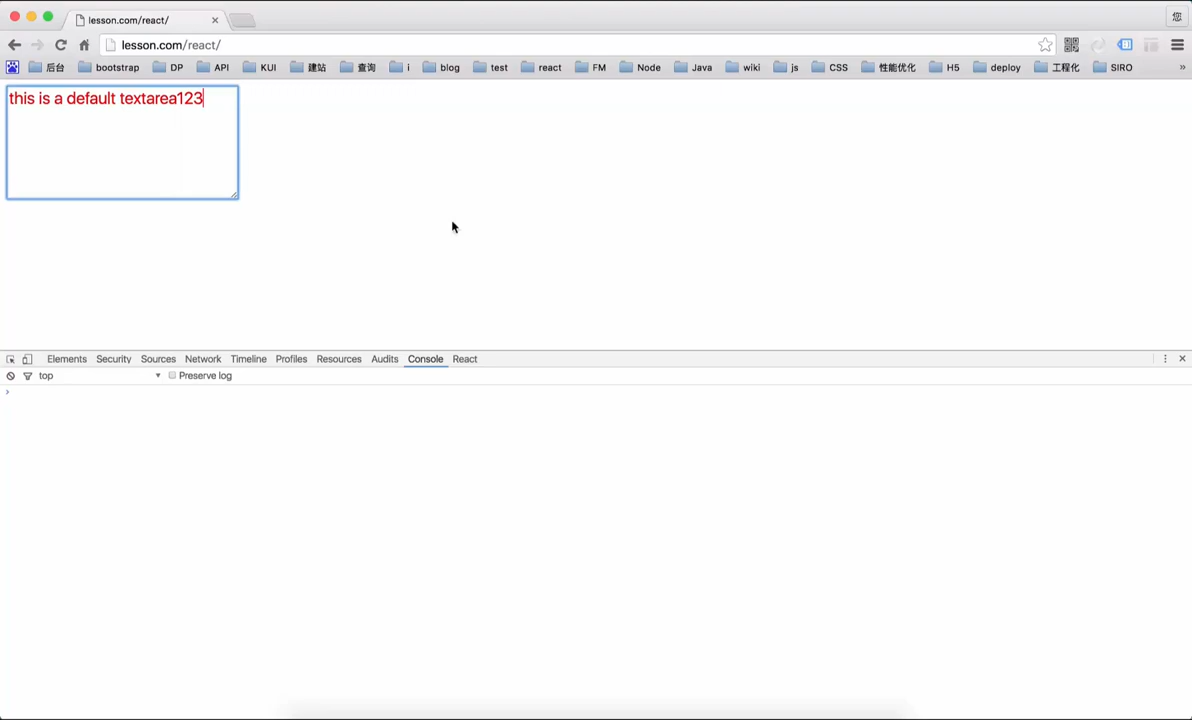 lesson.com/react/
您
lesson.com/react/
后台 bootstrap DP API KUI 建站 查询 i blog test react FM Node Java wiki js CSS 性能优化 H5 deploy 工程化 SIRO »
this is a default textarea123
Elements Security Sources Network Timeline Profiles Resources Audits Console React
top Preserve log